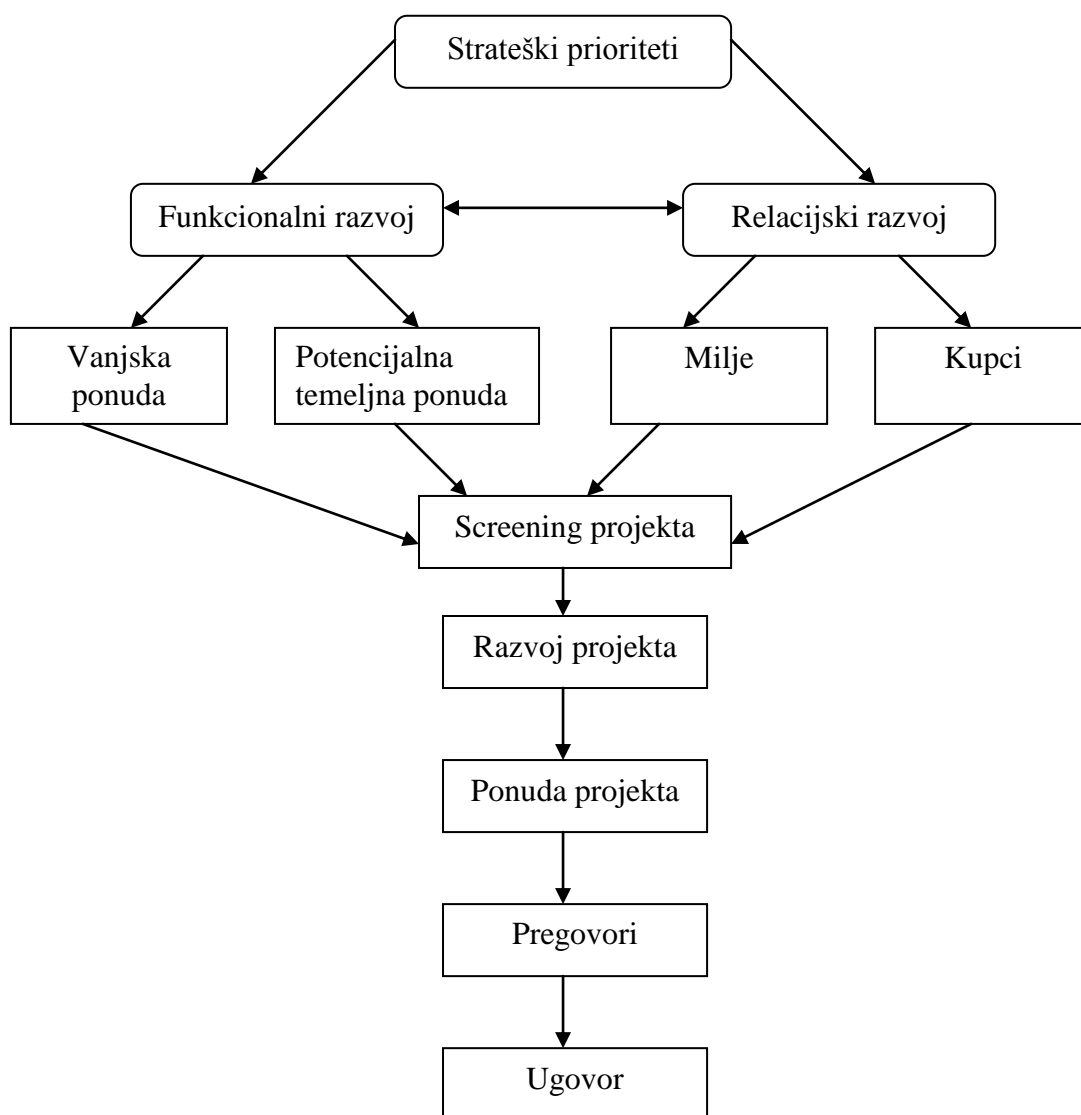 Strateški prioriteti
Funkcionalni razvoj
Relacijski razvoj
Vanjska
ponuda
Potencijalna
temeljna ponuda
Milje
Kupci
Screening projekta
Razvoj projekta
Ponuda projekta
Pregovori
Ugovor